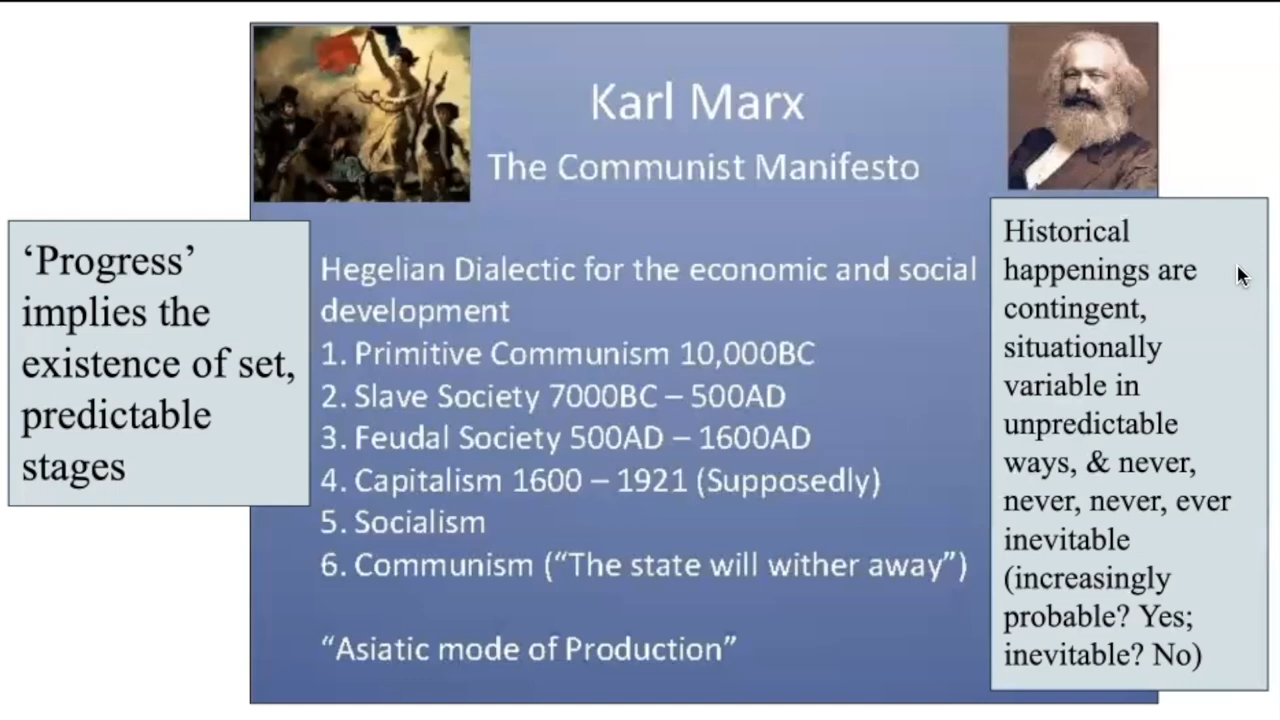 Karl Marx
The Communist Manifesto
‘Progress’
implies the
existence of set,
predictable
stages
Hegelian Dialectic for the economic and social
development
1. Primitive Communism 10,000BC
2. Slave Society 7000BC – 500AD
3. Feudal Society 500AD – 1600AD
4. Capitalism 1600 – 1921 (Supposedly)
5. Socialism
6. Communism (“The state will wither away”)
“Asiatic mode of Production”
Historical
happenings are
contingent,
situationally
variable in
unpredictable
ways, & never,
never, never, ever
inevitable
(increasingly
probable? Yes;
inevitable? No)